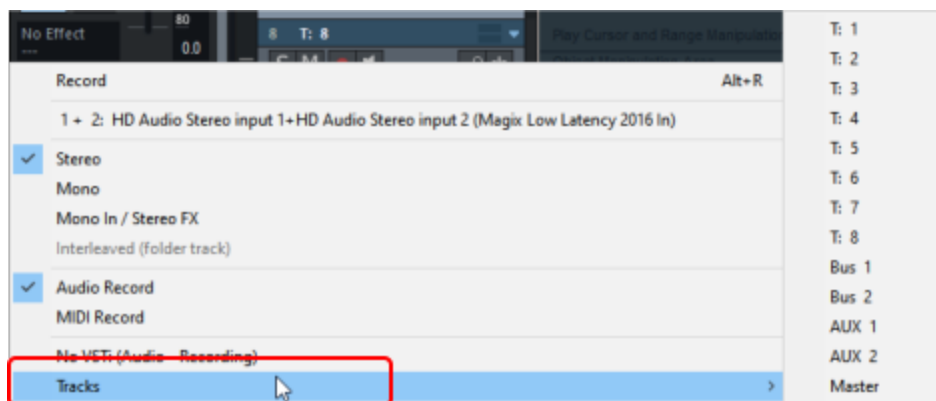 No Effect
80
0.0
8 T: 8
Play Cursor and Range Manipulation
Record Alt+R
1 + 2: HD Audio Stereo input 1+HD Audio Stereo input 2 (Magix Low Latency 2016 In)
Stereo
Mono
Mono In / Stereo FX
Interleaved (folder track)
Audio Record
MIDI Record
No VSTi (Audio - Recording)
Tracks
T: 1
T: 2
T: 3
T: 4
T: 5
T: 6
T: 7
T: 8
Bus 1
Bus 2
AUX 1
AUX 2
Master